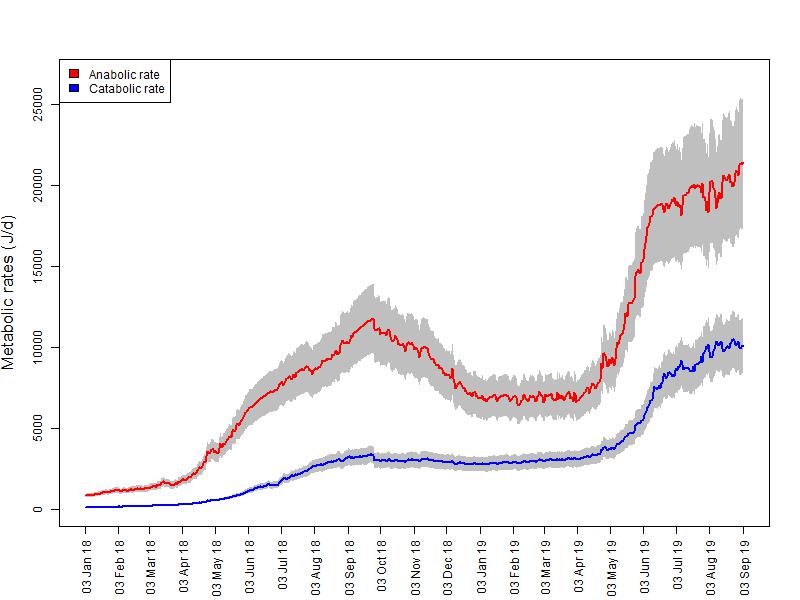 Anabolic rate
Catabolic rate
Metabolic rates (J/d)
25000
20000
15000
10000
5000
0
03 Jan 18
03 Feb 18
03 Mar 18
03 Apr 18
03 May 18
03 Jun 18
03 Jul 18
03 Aug 18
03 Sep 18
03 Oct 18
03 Nov 18
03 Dec 18
03 Jan 19
03 Feb 19
03 Mar 19
03 Apr 19
03 May 19
03 Jun 19
03 Jul 19
03 Aug 19
03 Sep 19